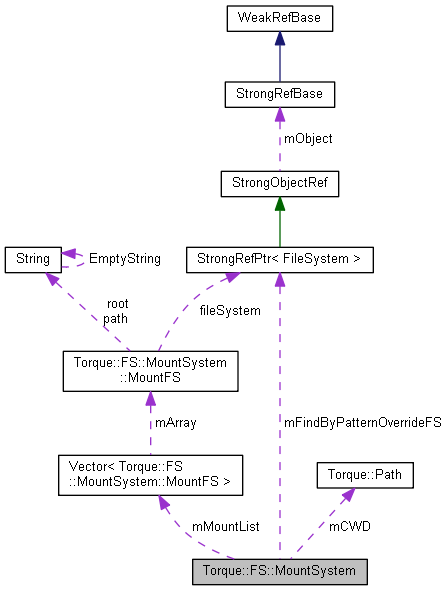 WeakRefBase
StrongRefBase
mObject
StrongObjectRef
String
EmptyString
StrongRefPtr< FileSystem >
root
path
fileSystem
Torque::FS::MountSystem
::MountFS
mArray
mFindByPatternOverrideFS
Vector< Torque::FS
::MountSystem::MountFS >
Torque::Path
mMountList
mCWD
Torque::FS::MountSystem